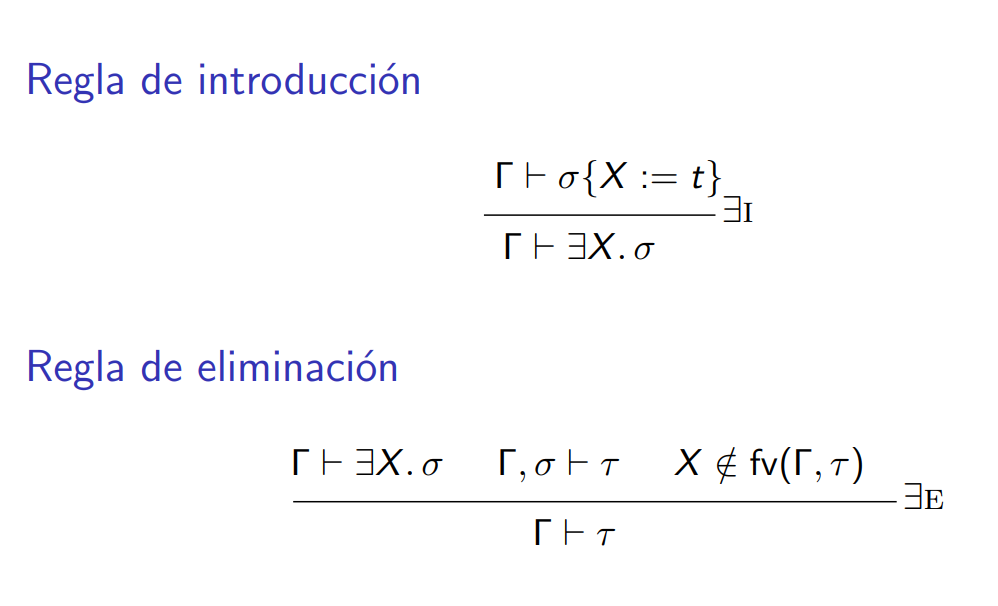 Regla de introducción
Γ ⊢ σ{X := t}
∃I
Γ ⊢ ∃X. σ
Regla de eliminación
Γ ⊢ ∃X. σ Γ, σ ⊢ τ X ∉ fv(Γ, τ)
∃E
Γ ⊢ τ